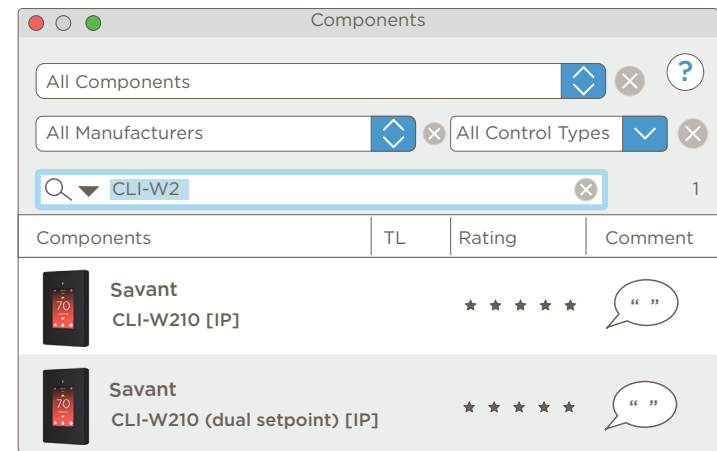 Components
All Components
?
All Manufacturers
All Control Types
CLI-W2
1
Components TL Rating Comment
70
Savant
CLI-W210 [IP]
“ ”
70
Savant
CLI-W210 (dual setpoint) [IP]
“ ”